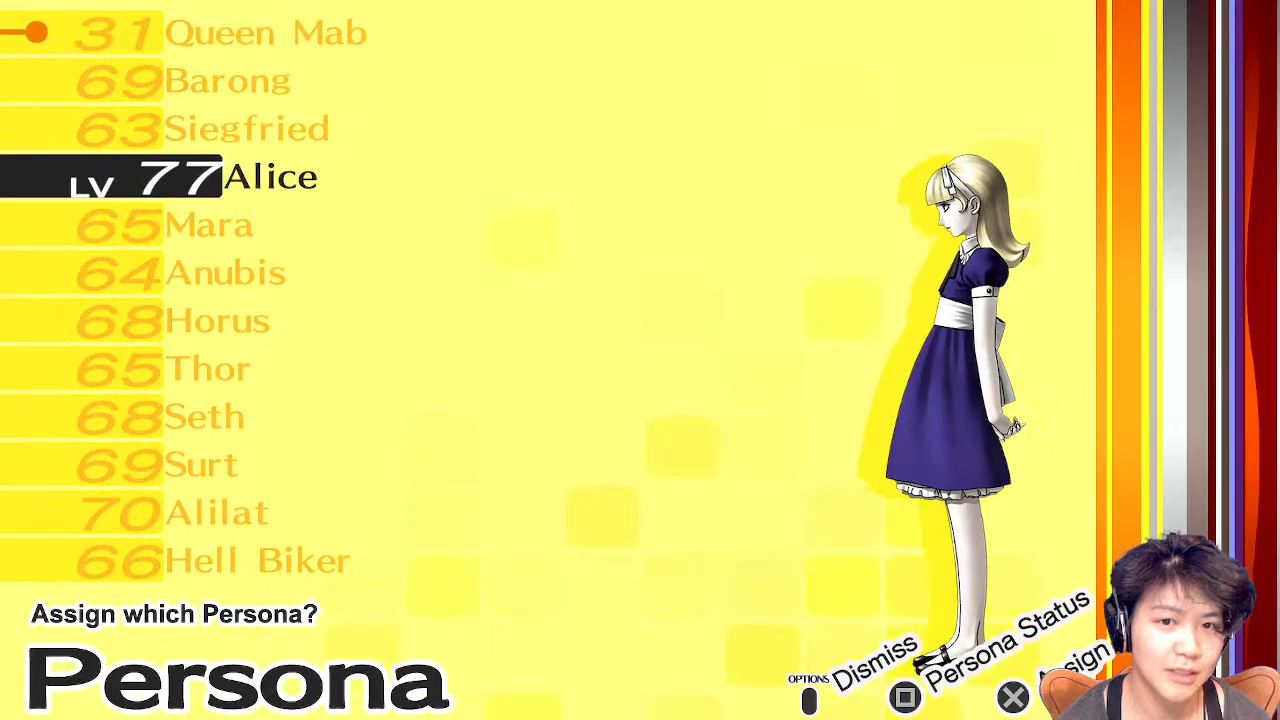 31 Queen Mab
69 Barong
63 Siegfried
LV 77 Alice
65 Mara
64 Anubis
68 Horus
65 Thor
68 Seth
69 Surt
70 Alilat
66 Hell Biker
Assign which Persona?
Persona
OPTIONS Dismiss
Persona Status